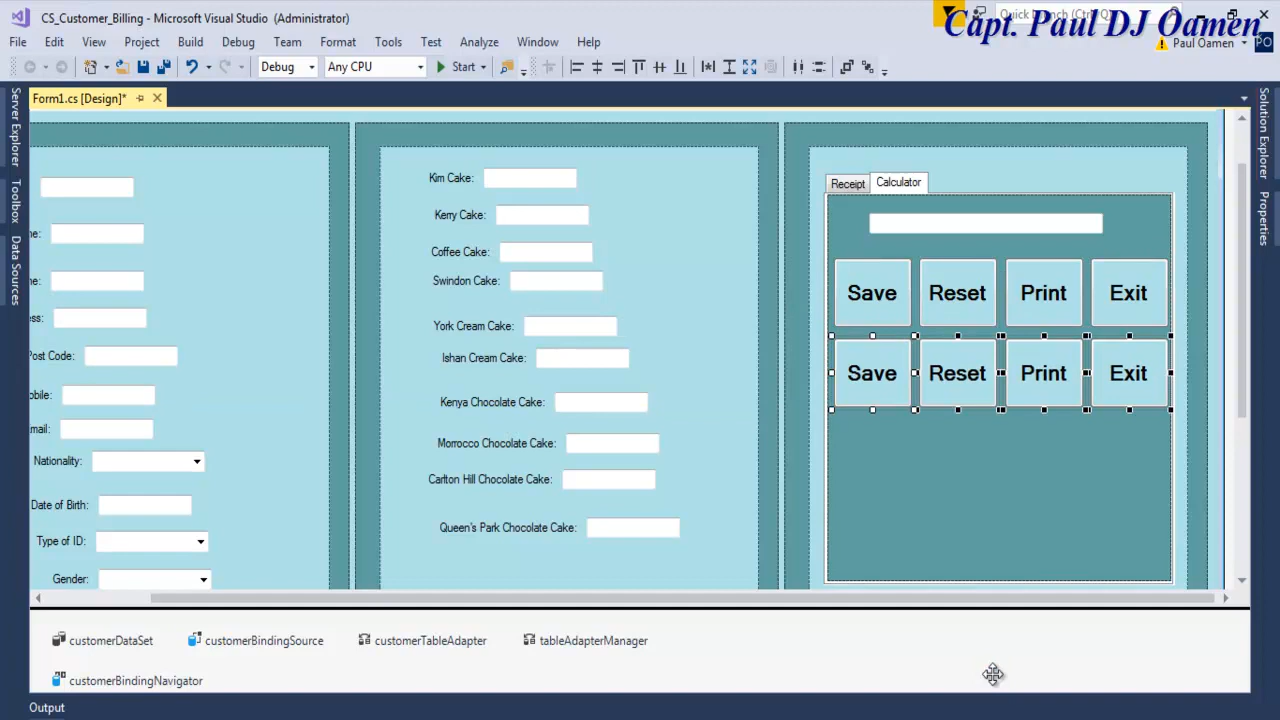 CS_Customer_Billing - Microsoft Visual Studio (Administrator)
Capt. Paul DJ Oamen
File Edit View Project Build Debug Team Format Tools Test Analyze Window Help
Paul Oamen PO
Debug Any CPU Start
Form1.cs [Design]*
Server Explorer
Toolbox
Data Sources
Solution Explorer
Properties
ne:
me:
ess:
Post Code:
obile:
Email:
Nationality:
Date of Birth:
Type of ID:
Gender:
Kim Cake:
Kerry Cake:
Coffee Cake:
Swindon Cake:
York Cream Cake:
Ishan Cream Cake:
Kenya Chocolate Cake:
Morrocco Chocolate Cake:
Carlton Hill Chocolate Cake:
Queen's Park Chocolate Cake:
Receipt Calculator
Save Reset Print Exit
Save Reset Print Exit
customerDataSet customerBindingSource customerTableAdapter tableAdapterManager
customerBindingNavigator
Output